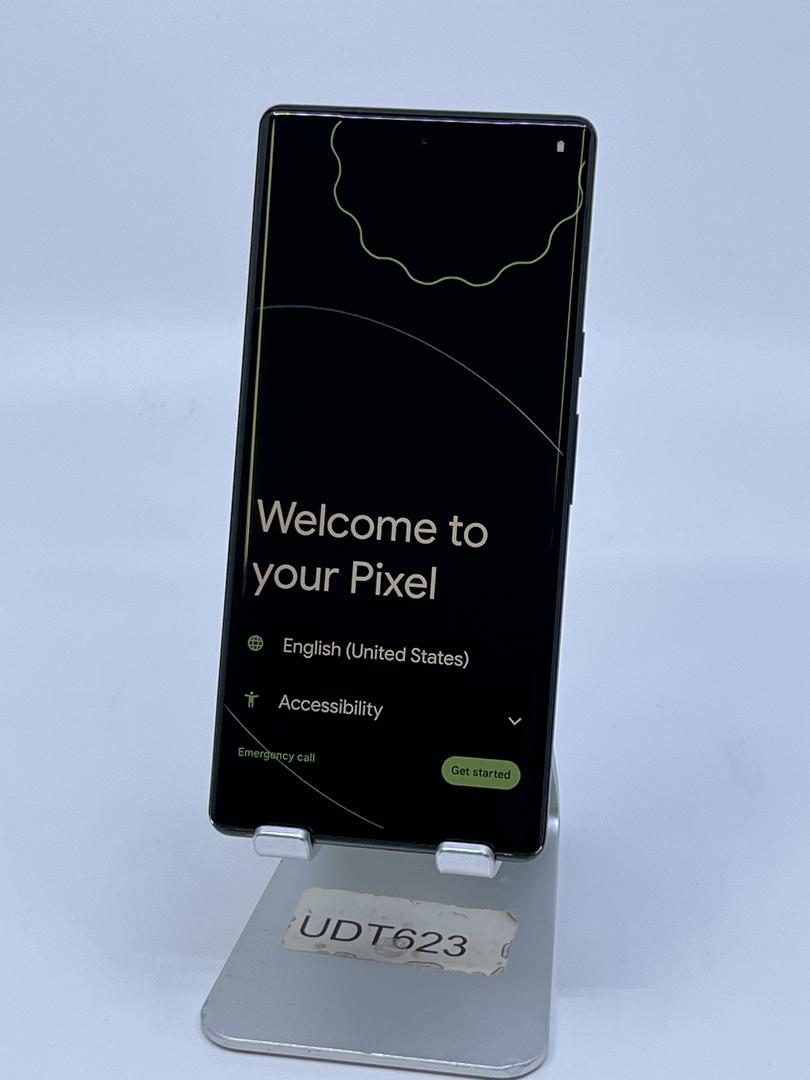 Welcome to
your Pixel
English (United States)
Accessibility
Emergency call
Get started
UDT623